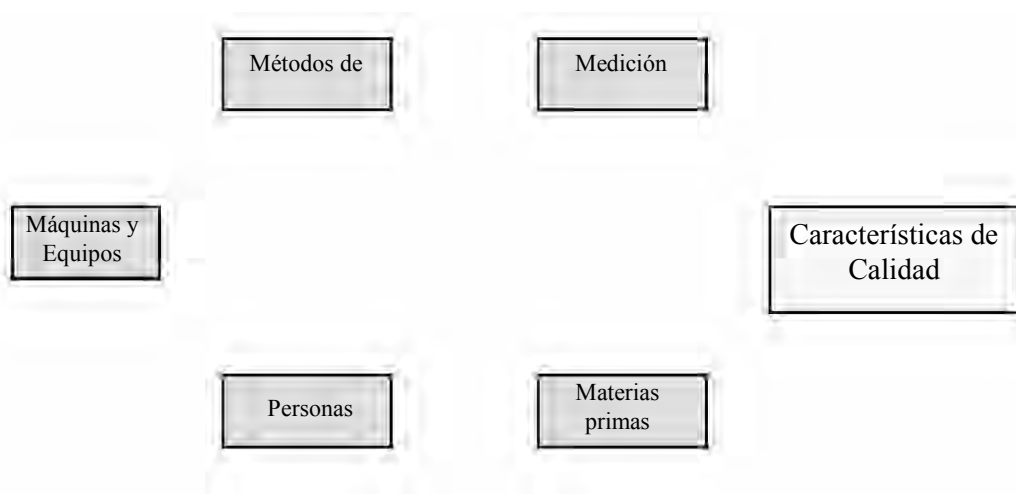 Métodos de
Medición
Máquinas y
Equipos
Características de
Calidad
Personas
Materias
primas